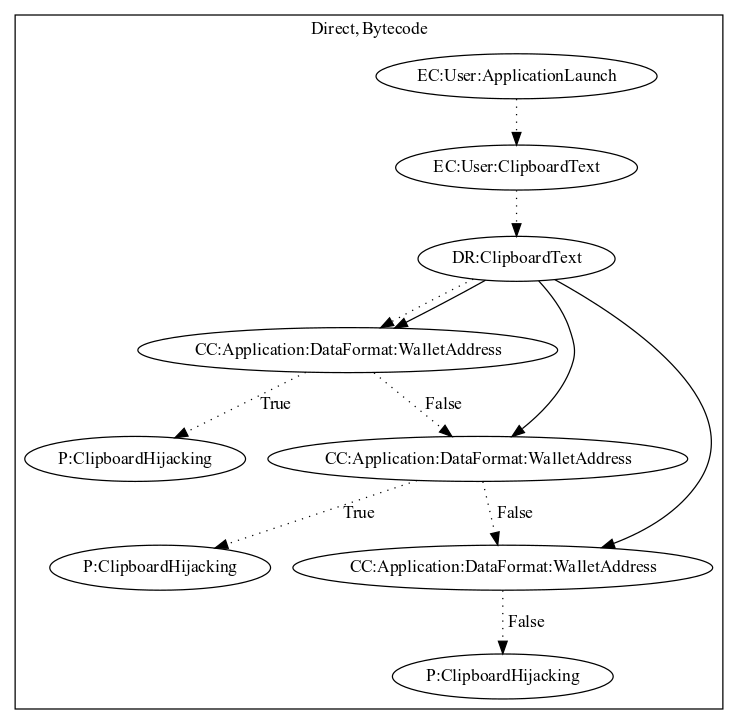 Direct, Bytecode
EC:User:ApplicationLaunch
EC:User:ClipboardText
DR:ClipboardText
CC:Application:DataFormat:WalletAddress
True
False
P:ClipboardHijacking
CC:Application:DataFormat:WalletAddress
True
False
P:ClipboardHijacking
CC:Application:DataFormat:WalletAddress
False
P:ClipboardHijacking